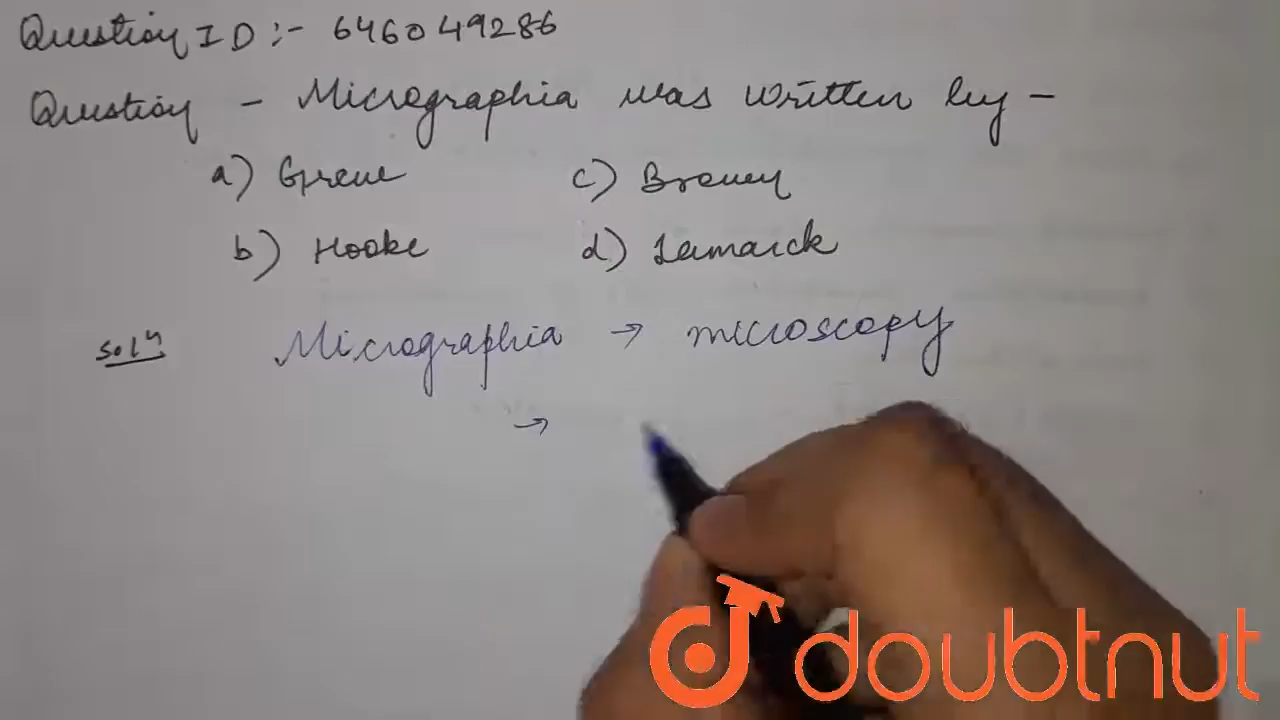 Question ID :- 646049286
Question - Micrographia was written by -
a) Grew c) Brown
b) Hooke d) Lamarck
Solⁿ Micrographia → microscopy
→
doubtnut